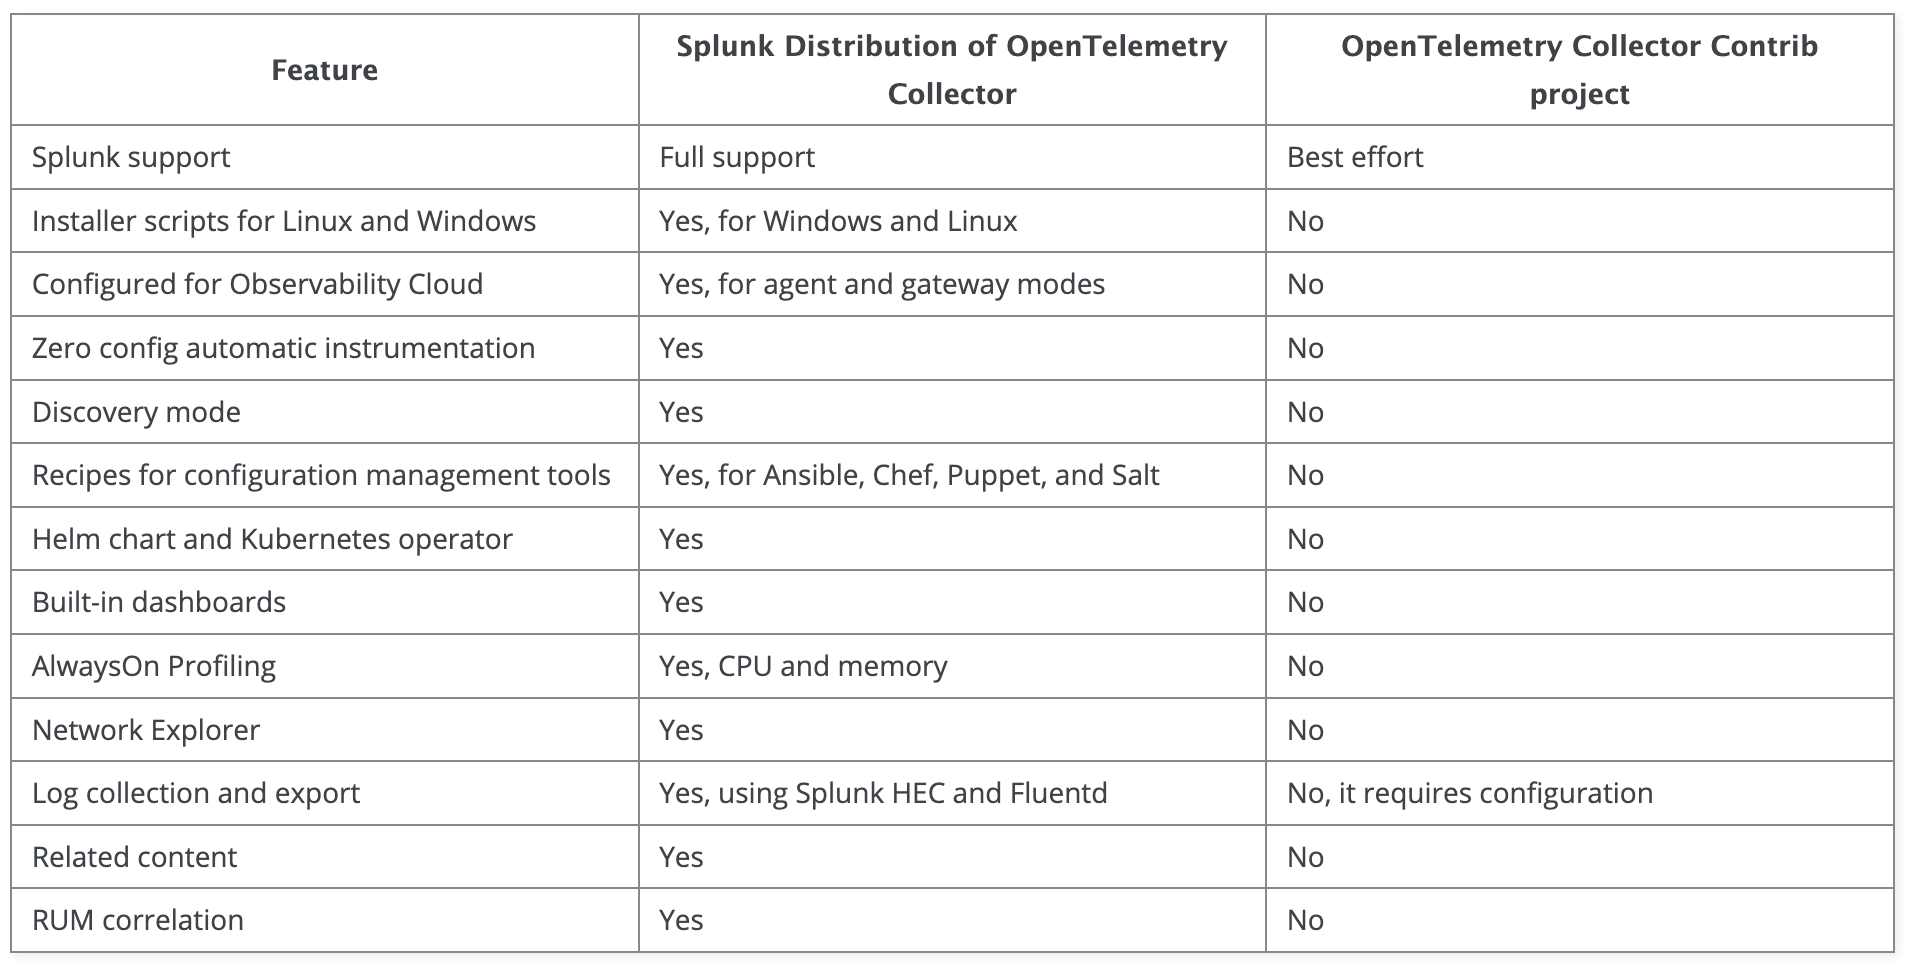 Feature
Splunk Distribution of OpenTelemetry
Collector
OpenTelemetry Collector Contrib
project
Splunk support
Full support
Best effort
Installer scripts for Linux and Windows
Yes, for Windows and Linux
No
Configured for Observability Cloud
Yes, for agent and gateway modes
No
Zero config automatic instrumentation
Yes
No
Discovery mode
Yes
No
Recipes for configuration management tools
Yes, for Ansible, Chef, Puppet, and Salt
No
Helm chart and Kubernetes operator
Yes
No
Built-in dashboards
Yes
No
AlwaysOn Profiling
Yes, CPU and memory
No
Network Explorer
Yes
No
Log collection and export
Yes, using Splunk HEC and Fluentd
No, it requires configuration
Related content
Yes
No
RUM correlation
Yes
No